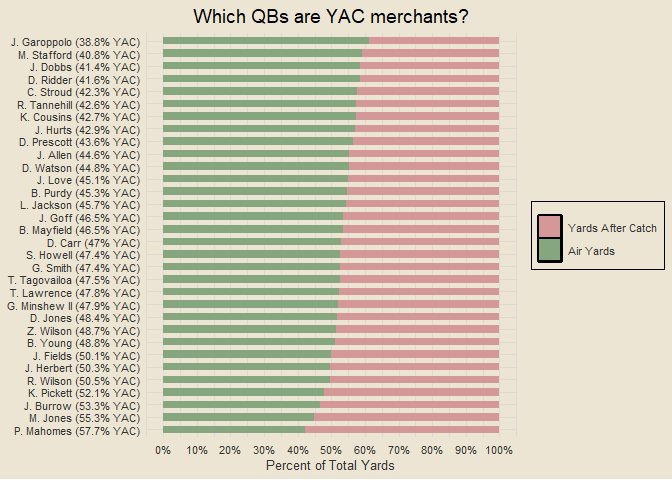 Which QBs are YAC merchants?
J. Garoppolo (38.8% YAC)
M. Stafford (40.8% YAC)
J. Dobbs (41.4% YAC)
D. Ridder (41.6% YAC)
C. Stroud (42.3% YAC)
R. Tannehill (42.6% YAC)
K. Cousins (42.7% YAC)
J. Hurts (42.9% YAC)
D. Prescott (43.6% YAC)
J. Allen (44.6% YAC)
D. Watson (44.8% YAC)
J. Love (45.1% YAC)
B. Purdy (45.3% YAC)
L. Jackson (45.7% YAC)
J. Goff (46.5% YAC)
B. Mayfield (46.5% YAC)
D. Carr (47% YAC)
S. Howell (47.4% YAC)
G. Smith (47.4% YAC)
T. Tagovailoa (47.5% YAC)
T. Lawrence (47.8% YAC)
G. Minshew II (47.9% YAC)
D. Jones (48.4% YAC)
Z. Wilson (48.7% YAC)
B. Young (48.8% YAC)
J. Fields (50.1% YAC)
J. Herbert (50.3% YAC)
R. Wilson (50.5% YAC)
K. Pickett (52.1% YAC)
J. Burrow (53.3% YAC)
M. Jones (55.3% YAC)
P. Mahomes (57.7% YAC)
0% 10% 20% 30% 40% 50% 60% 70% 80% 90% 100%
Percent of Total Yards
Yards After Catch
Air Yards